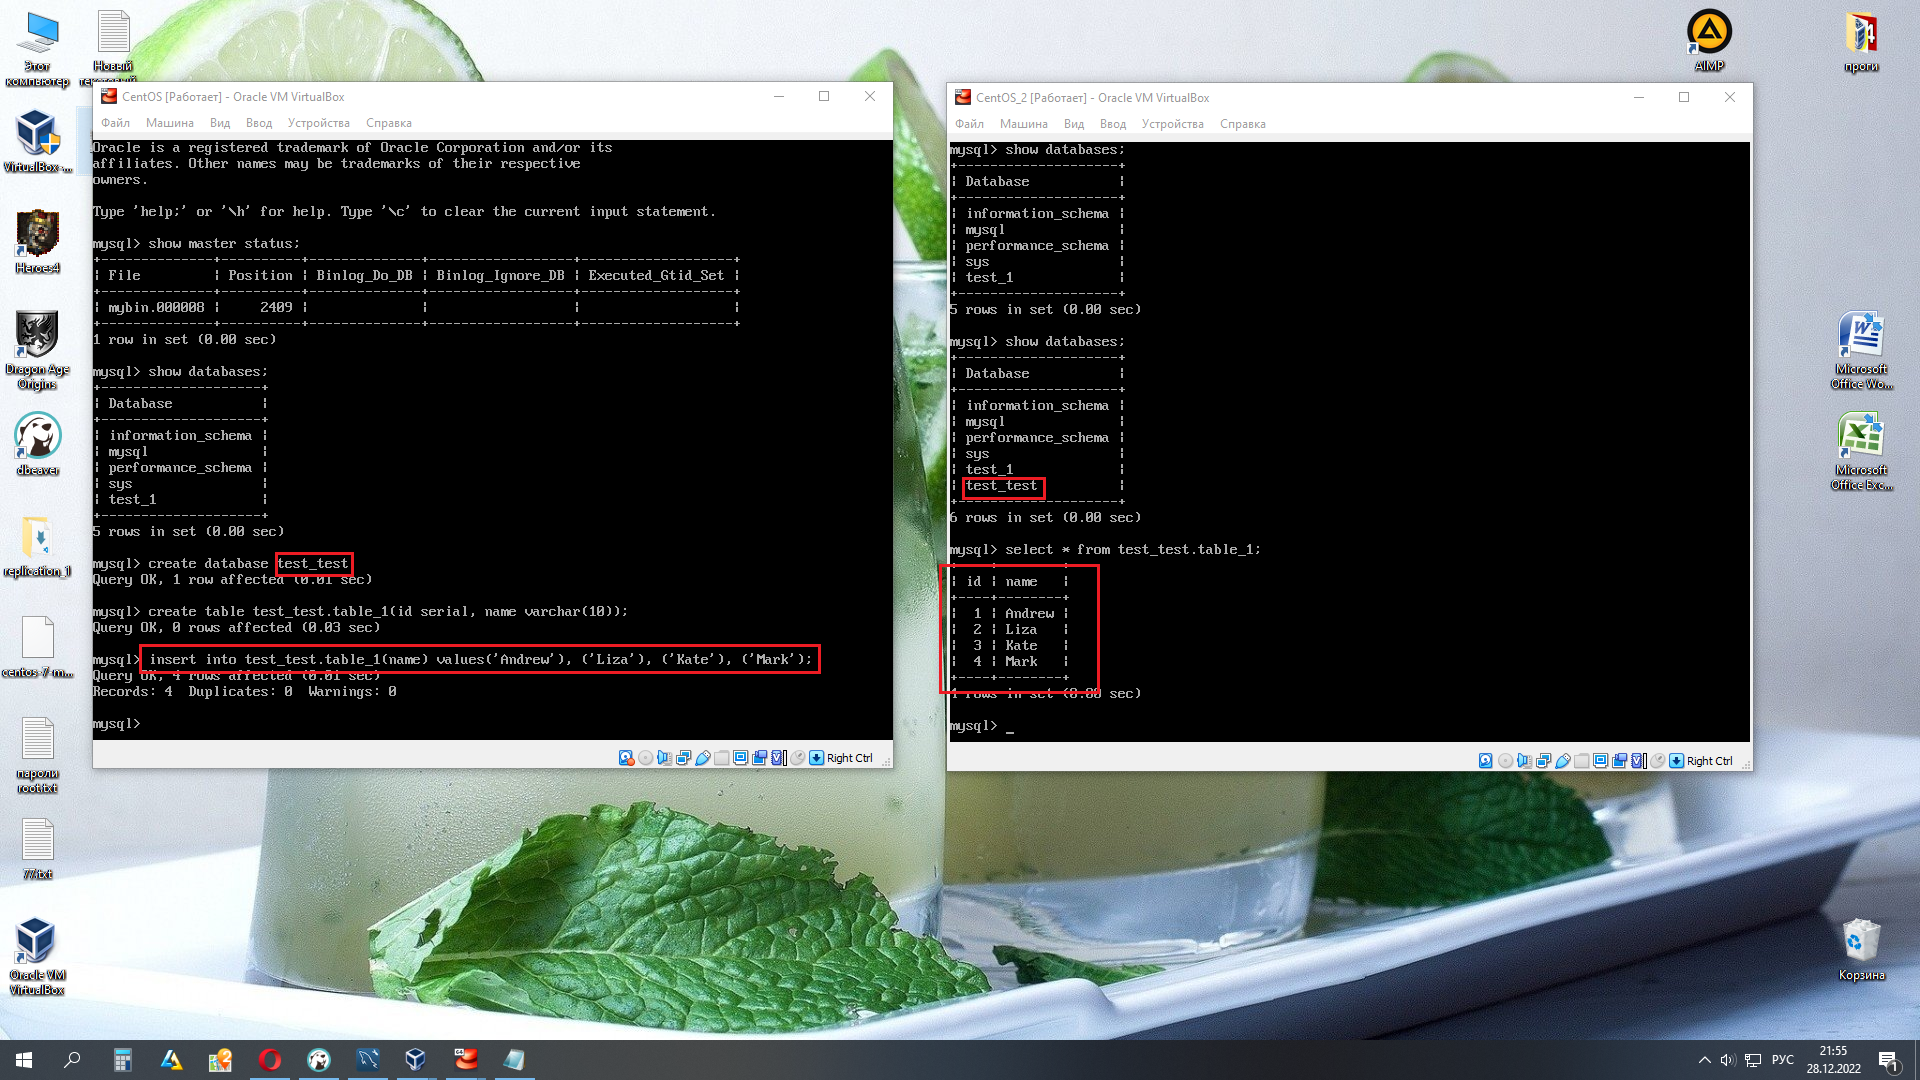 Этот
компьютер
Новый
текстовый
VirtualBox-...
Heroes4
Dragon Age
Origins
dbeaver
replication_1
centos-7-m...
пароли
root.txt
77.txt
Oracle VM
VirtualBox
CentOS [Работает] - Oracle VM VirtualBox
Файл Машина Вид Ввод Устройства Справка
Oracle is a registered trademark of Oracle Corporation and/or its
affiliates. Other names may be trademarks of their respective
owners.
Type 'help;' or '\h' for help. Type '\c' to clear the current input statement.
mysql> show master status;
+---------------+----------+--------------+------------------+-------------------+
| File | Position | Binlog_Do_DB | Binlog_Ignore_DB | Executed_Gtid_Set |
+---------------+----------+--------------+------------------+-------------------+
| mybin.000008 | 2409 | | | |
+---------------+----------+--------------+------------------+-------------------+
1 row in set (0.00 sec)
mysql> show databases;
+--------------------+
| Database |
+--------------------+
| information_schema |
| mysql |
| performance_schema |
| sys |
| test_1 |
+--------------------+
5 rows in set (0.00 sec)
mysql> create database test_test
Query OK, 1 row affected (0.01 sec)
mysql> create table test_test.table_1(id serial, name varchar(10));
Query OK, 0 rows affected (0.03 sec)
mysql> insert into test_test.table_1(name) values('Andrew'), ('Liza'), ('Kate'), ('Mark');
Query OK, 4 rows affected (0.01 sec)
Records: 4 Duplicates: 0 Warnings: 0
mysql>
Right Ctrl
CentOS_2 [Работает] - Oracle VM VirtualBox
Файл Машина Вид Ввод Устройства Справка
mysql> show databases;
+--------------------+
| Database |
+--------------------+
| information_schema |
| mysql |
| performance_schema |
| sys |
| test_1 |
+--------------------+
5 rows in set (0.00 sec)
mysql> show databases;
+--------------------+
| Database |
+--------------------+
| information_schema |
| mysql |
| performance_schema |
| sys |
| test_1 |
| test_test |
+--------------------+
6 rows in set (0.00 sec)
mysql> select * from test_test.table_1;
+----+--------+
| id | name |
+----+--------+
| 1 | Andrew |
| 2 | Liza |
| 3 | Kate |
| 4 | Mark |
+----+--------+
4 rows in set (0.00 sec)
mysql> _
Right Ctrl
AIMP
проги
Microsoft
Office Wo...
Microsoft
Office Exc...
Корзина
РУС
21:55
28.12.2022
1